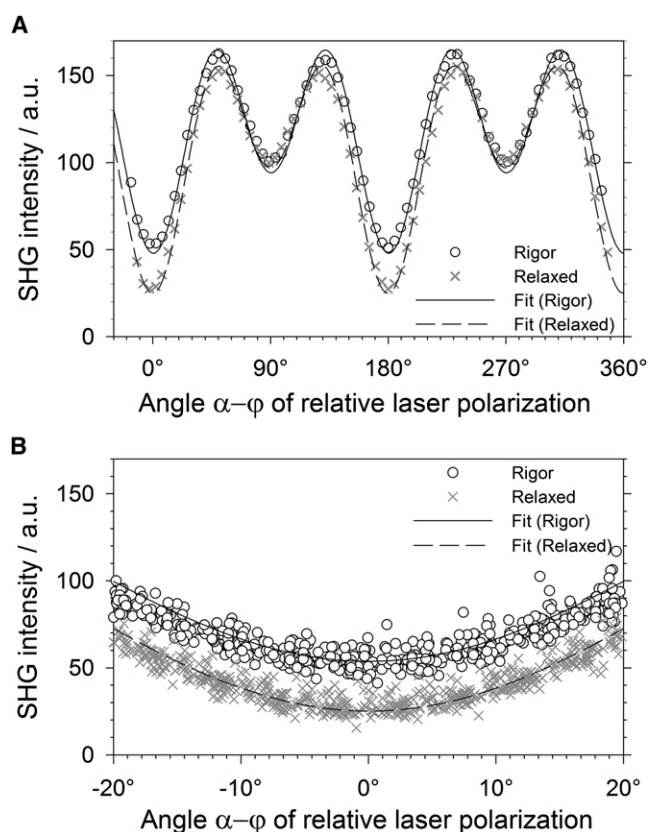 A
SHG intensity / a.u.
150
100
50
0
Rigor
Relaxed
Fit (Rigor)
Fit (Relaxed)
0° 90° 180° 270° 360°
Angle α−φ of relative laser polarization
B
SHG intensity / a.u.
150
100
50
0
Rigor
Relaxed
Fit (Rigor)
Fit (Relaxed)
-20° -10° 0° 10° 20°
Angle α−φ of relative laser polarization